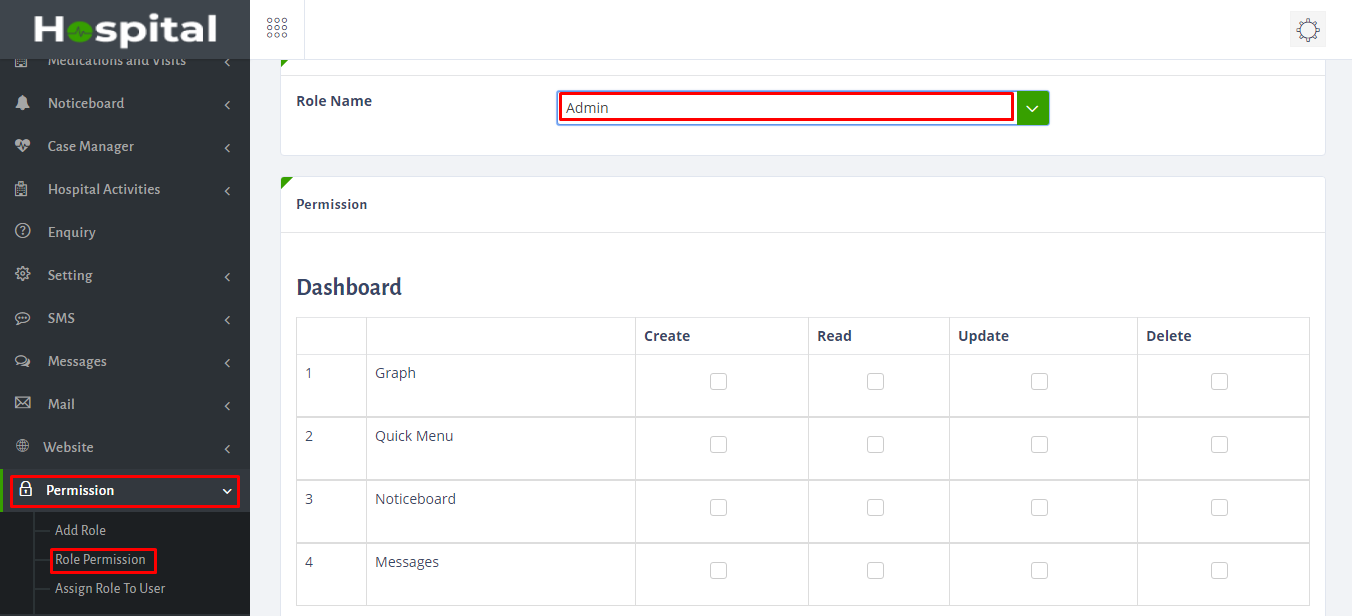 Hospital
Medications and Visits
Noticeboard
Case Manager
Hospital Activities
Enquiry
Setting
SMS
Messages
Mail
Website
Permission
Add Role
Role Permission
Assign Role To User
Role Name
Admin
Permission
Dashboard
Create Read Update Delete
1 Graph
2 Quick Menu
3 Noticeboard
4 Messages